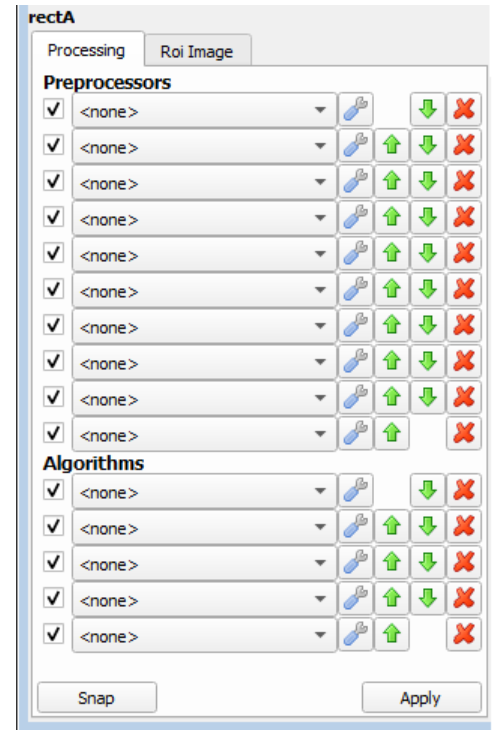 rectA
Processing Roi Image
Preprocessors
<none>
<none>
<none>
<none>
<none>
<none>
<none>
<none>
<none>
<none>
Algorithms
<none>
<none>
<none>
<none>
<none>
Snap Apply